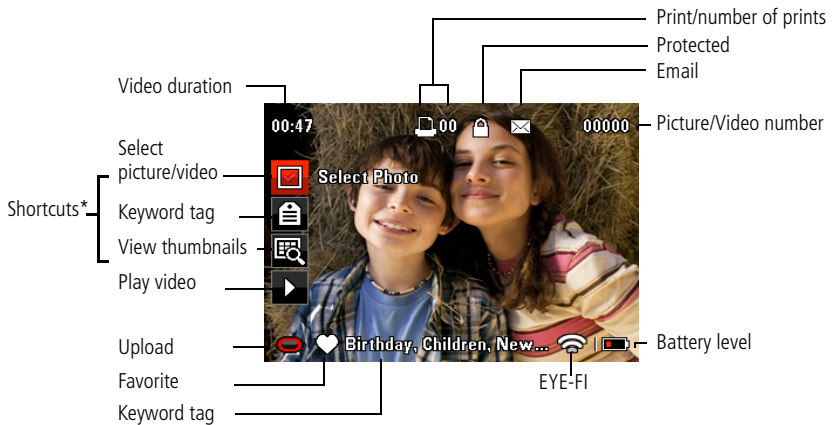 Print/number of prints
Protected
Email
Video duration
00:47
00
00000
Picture/Video number
Select
picture/video
Select Photo
Shortcuts*
Keyword tag
View thumbnails
Play video
Upload
Birthday, Children, New...
Battery level
Favorite
EYE-FI
Keyword tag